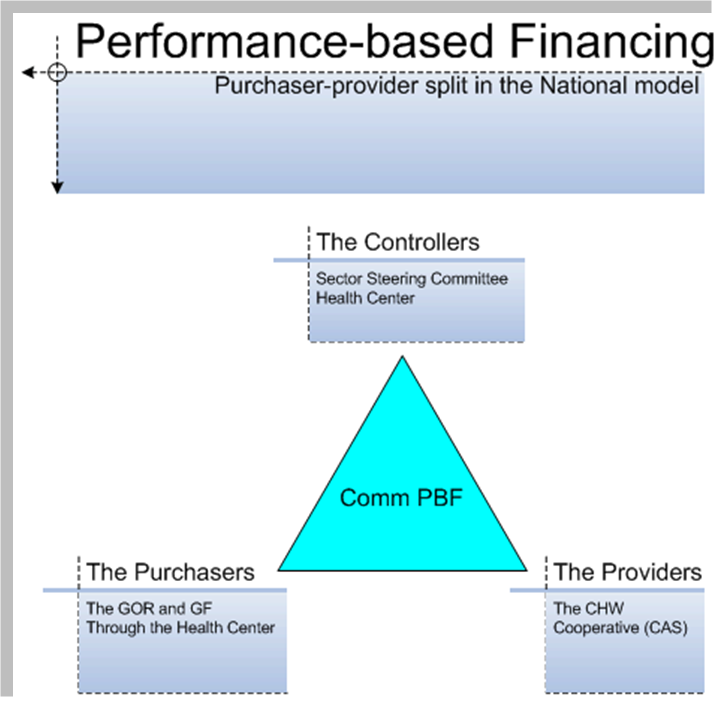 Performance-based Financing
Purchaser-provider split in the National model
The Controllers
Sector Steering Committee
Health Center
Comm PBF
The Purchasers
The GOR and GF
Through the Health Center
The Providers
The CHW
Cooperative (CAS)